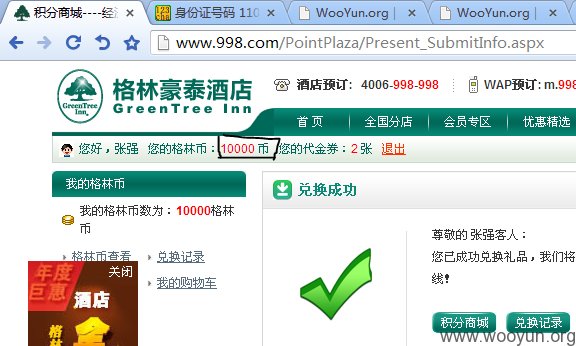 积分商城----经济
身份证号码 110
WooYun.org |
WooYun.org |
www.998.com/PointPlaza/Present_SubmitInfo.aspx
GreenTree Inn
格林豪泰酒店
GreenTree Inn
酒店预订: 4006-998-998
WAP预订: m.998
首 页
全国分店
会员专区
优惠精选
您好，张强 您的格林币：10000 币 ,您的代金券：2 张 退出
我的格林币
我的格林币数为：10000格林
币
格林币查看
兑换记录
我的购物车
年度
巨惠
关闭
酒店
格林
金
兑换成功
尊敬的 张强客人：
您已成功兑换礼品，我们将
线!
积分商城
兑换记录
www.wooyun.org